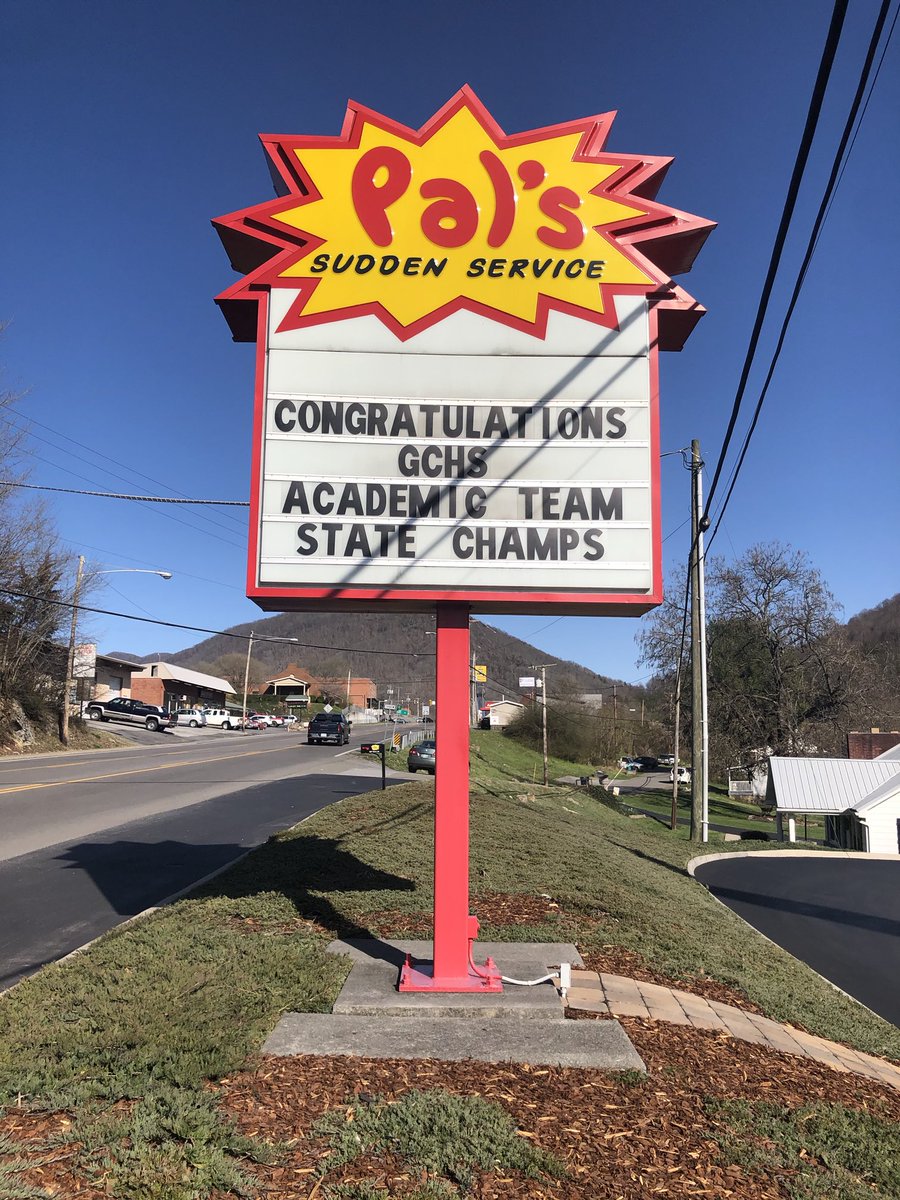 Pal's
SUDDEN SERVICE
CONGRATULATIONS
GCHS
ACADEMIC TEAM
STATE CHAMPS